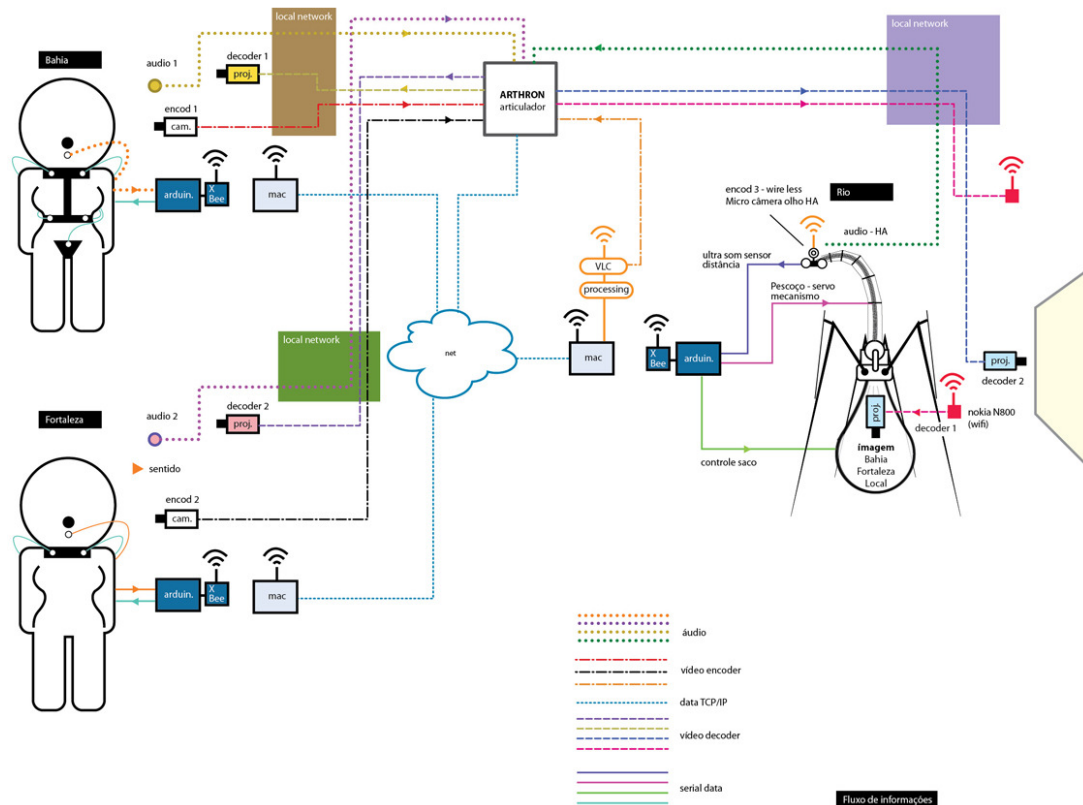 local network
local network
Bahia
audio 1
decoder 1
proj.
encod 1
cam.
ARTHRON
articulador
arduin.
X
Bee
mac
encod 3 - wire less
Micro câmera olho HA
Rio
audio - HA
ultra som sensor
distância
VLC
processing
Pescoço - servo
mecanismo
local network
net
mac
X
Bee
arduin.
proj.
decoder 2
Fortaleza
audio 2
decoder 2
proj.
proj.
nokia N800
(wifi)
decoder 1
ímagem
Bahia
Fortaleza
Local
sentido
controle saco
encod 2
cam.
arduin.
X
Bee
mac
áudio
vídeo encoder
data TCP/IP
vídeo decoder
serial data
Fluxo de informações